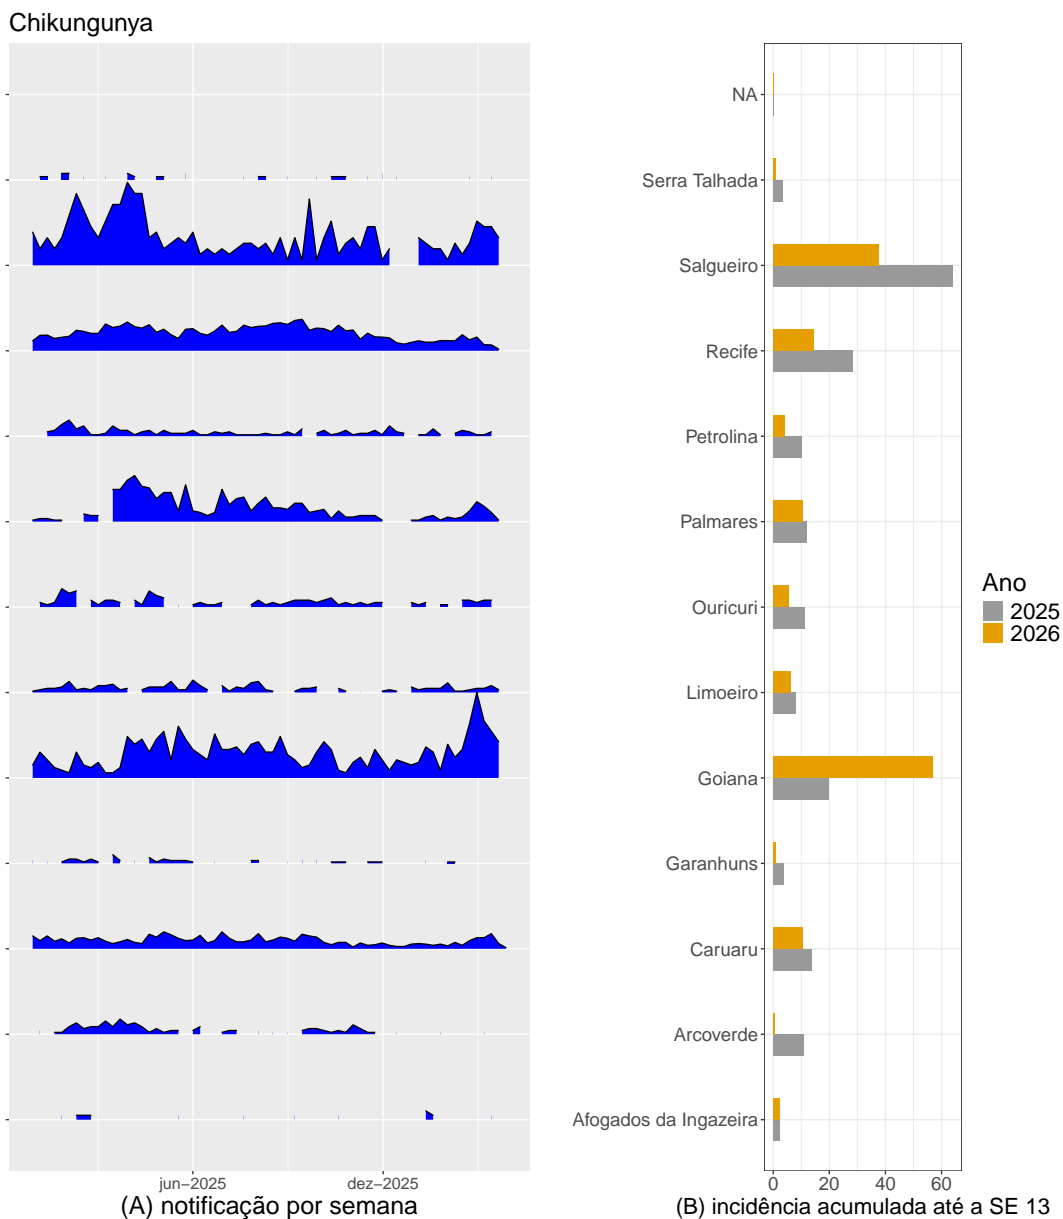 Chikungunya
NA
Serra Talhada
Salgueiro
Recife
Petrolina
Palmares
Ouricuri
Limoeiro
Goiana
Garanhuns
Caruaru
Arcoverde
Afogados da Ingazeira
Ano
2025
2026
jun−2025 dez−2025
0 20 40 60
(A) notificação por semana
(B) incidência acumulada até a SE 13